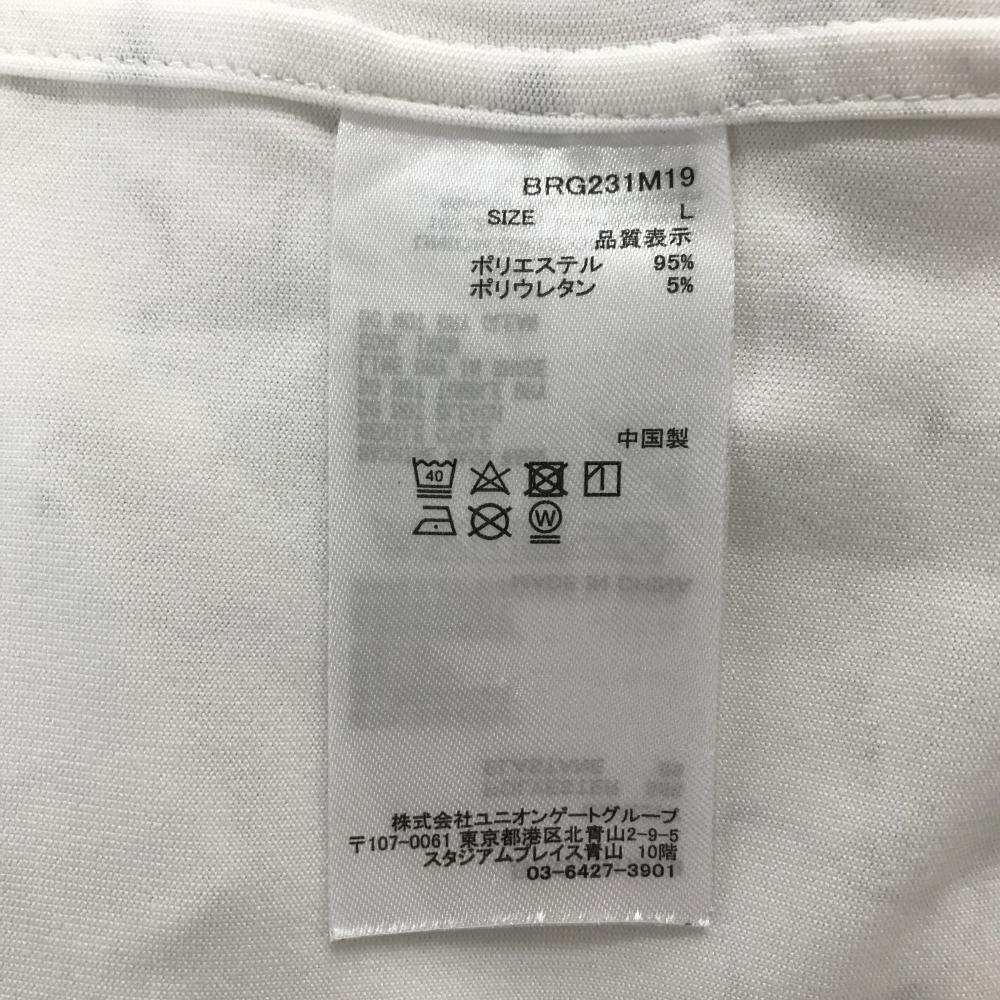 BRG231M19
SIZE L
品質表示
ポリエステル 95%
ポリウレタン 5%
中国製
40
W
株式会社ユニオンゲートグループ
〒107-0061 東京都港区北青山2-9-5
スタジアムプレイス青山 10階
03-6427-3901